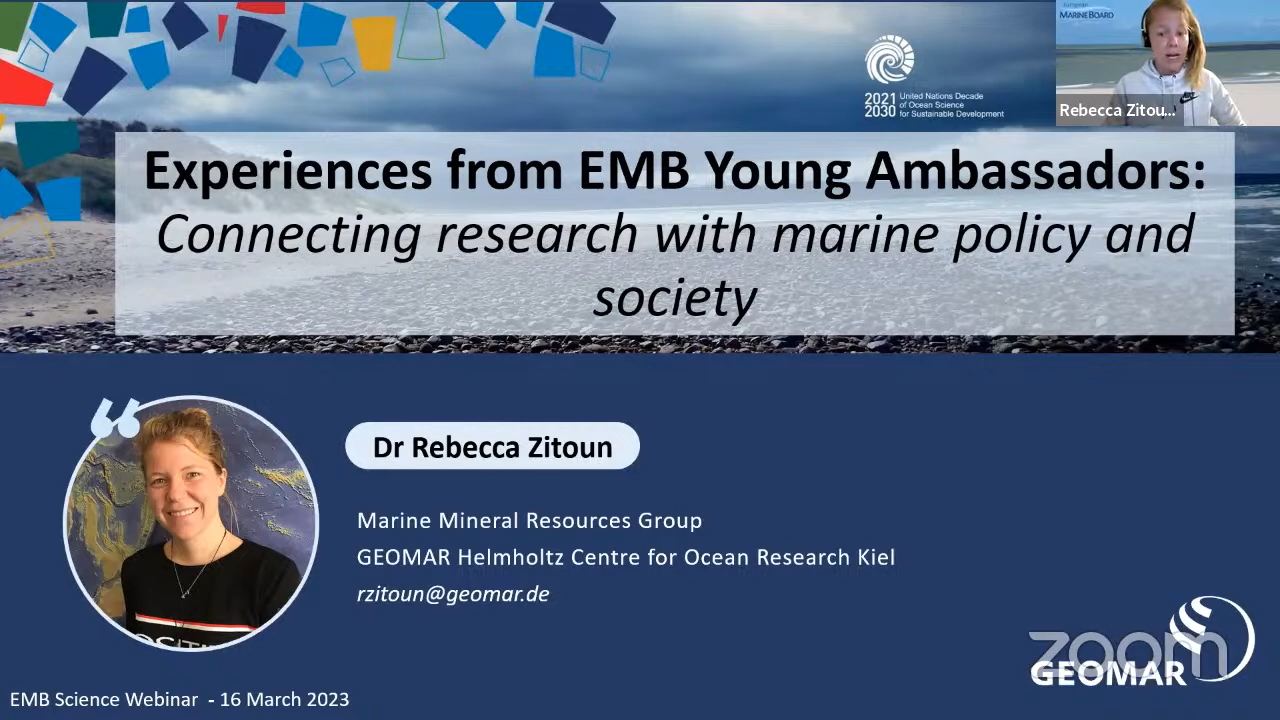 European
MARINE BOARD
Rebecca Zitou...
2021
2030
United Nations Decade
of Ocean Science
for Sustainable Development
Experiences from EMB Young Ambassadors:
Connecting research with marine policy and
society
“
Dr Rebecca Zitoun
Marine Mineral Resources Group
GEOMAR Helmholtz Centre for Ocean Research Kiel
rzitoun@geomar.de
zoom
GEOMAR
EMB Science Webinar - 16 March 2023